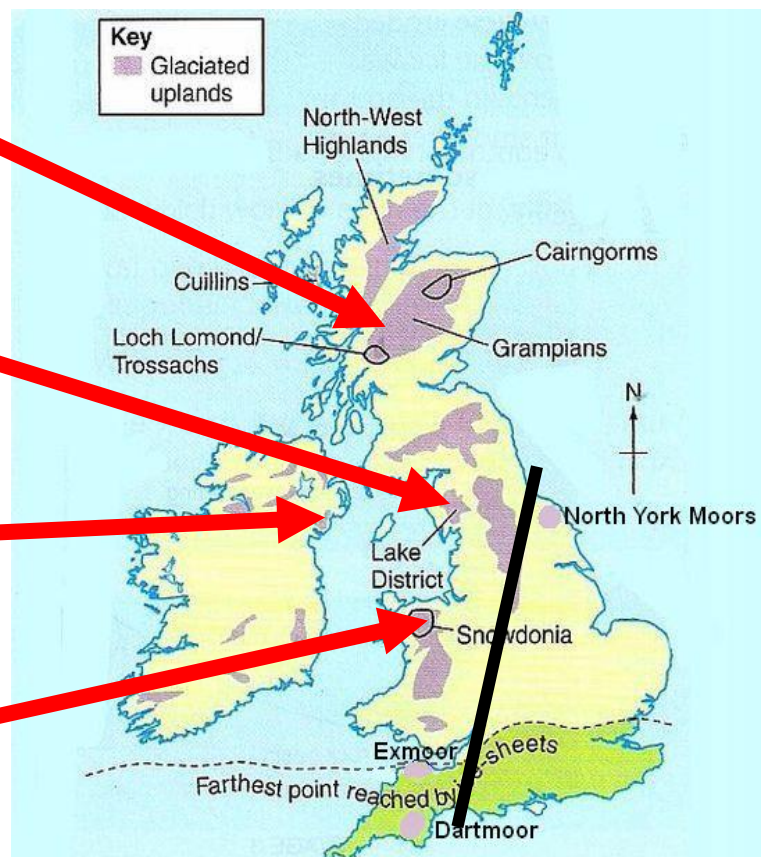 Key
Glaciated
uplands
North-West
Highlands
Cairngorms
Cuillins
Loch Lomond/
Trossachs
Grampians
N
North York Moors
Lake
District
Snowdonia
Exmoor
Farthest point reached by sheets
Dartmoor